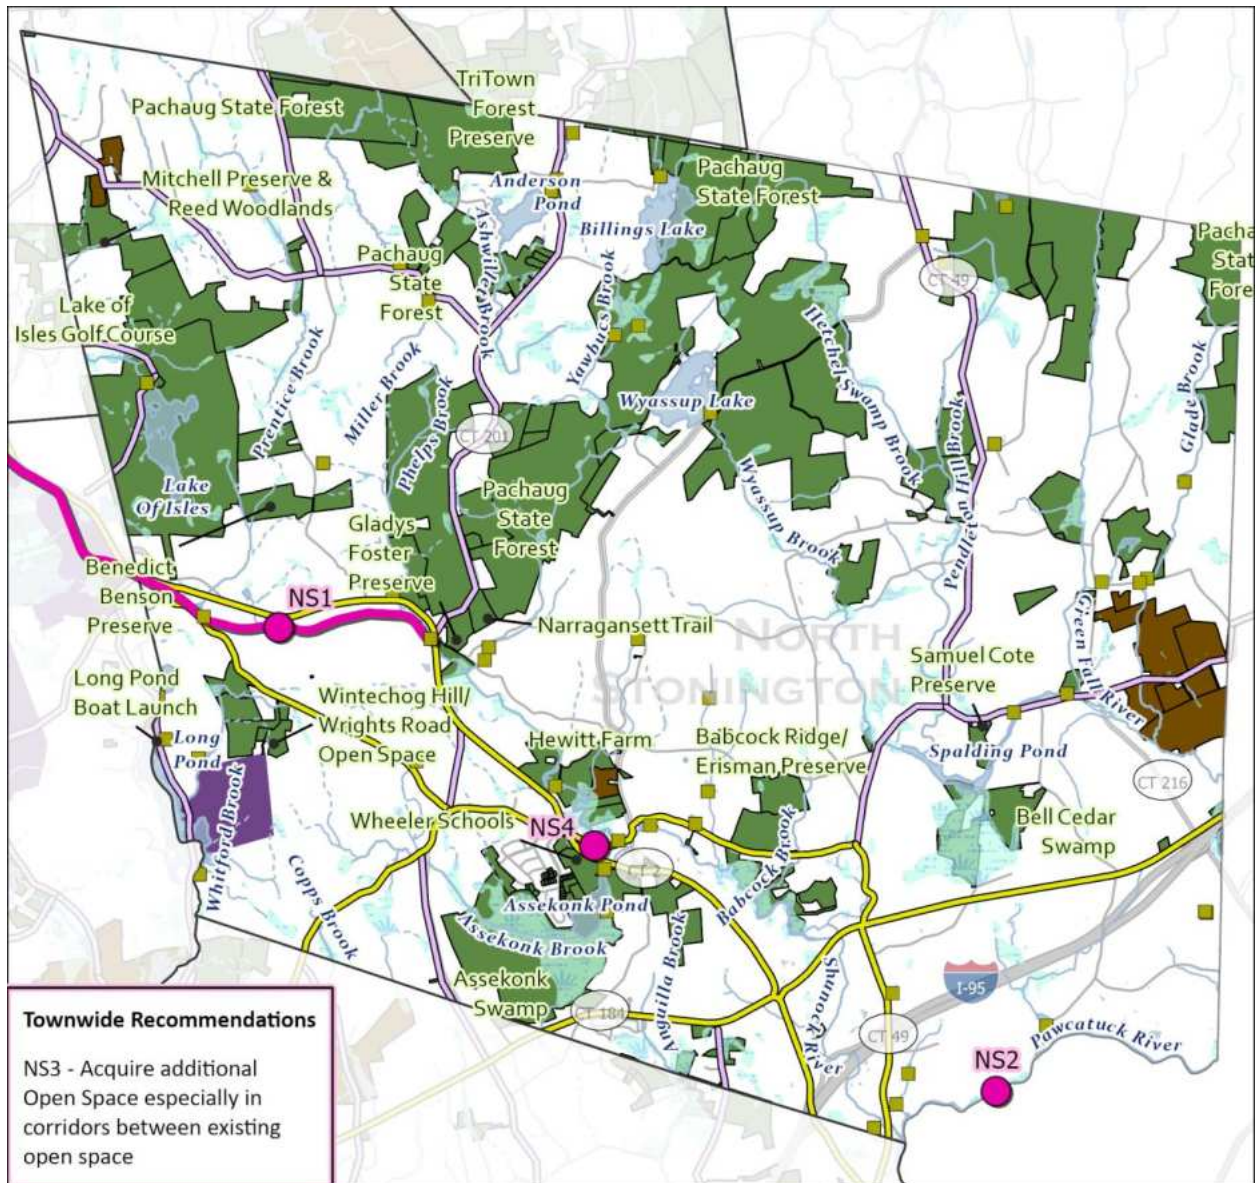 Pachaug State Forest
TriTown
Forest
Preserve
Mitchell Preserve &
Reed Woodlands
Anderson
Pond
Pachaug
State Forest
Billings Lake
Ashwillet Brook
Pachaug
State
Forest
Pacha
Stat
Fore
CT 49
Lake of
Isles Golf Course
Yawbucs Brook
Hetchel Swamp Brook
Glade Brook
Prentice Brook
Miller Brook
Phelps Brook
Wyassup Lake
CT 201
Pendleton Hill Brook
Lake
Of Isles
Pachaug
State
Forest
Wyassup Brook
Gladys
Foster
Preserve
Benedict
Benson
Preserve
NS1
Narragansett Trail
NORTH
STONINGTON
Green Fall River
Samuel Cote
Preserve
Long Pond
Boat Launch
Wintechog Hill/
Wrights Road
Open Space
Long
Pond
Hewitt Farm
Babcock Ridge/
Erisman Preserve
Spalding Pond
CT 216
Whitford Brook
Wheeler Schools
NS4
Bell Cedar
Swamp
CT 2
Copps Brook
Assekonk Pond
Babcock Brook
Assekonk Brook
Anguilla Brook
Shunock River
Assekonk
Swamp
CT 184
I-95
CT 49
Pawcatuck River
NS2
Townwide Recommendations
NS3 - Acquire additional
Open Space especially in
corridors between existing
open space